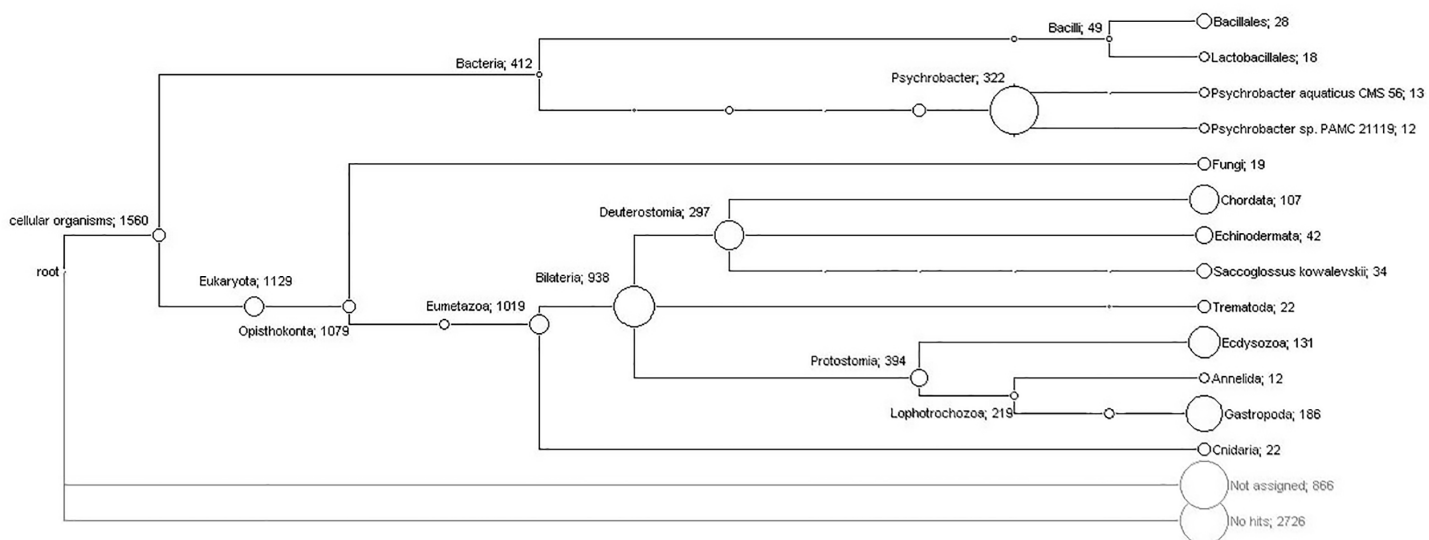 Bacillales; 28
Bacilli; 49
Lactobacillales; 18
Bacteria; 412
Psychrobacter; 322
Psychrobacter aquaticus CMS 56; 13
Psychrobacter sp. PAMC 21119; 12
Fungi; 19
Chordata; 107
Deuterostomia; 297
cellular organisms; 1560
Echinodermata; 42
root
Saccoglossus kowalevskii; 34
Bilateria; 938
Eukaryota; 1129
Eumetazoa; 1019
Trematoda; 22
Opisthokonta; 1079
Ecdysozoa; 131
Protostomia; 394
Annelida; 12
Lophotrochozoa; 219
Gastropoda; 186
Cnidaria; 22
Not assigned; 866
No hits; 2726